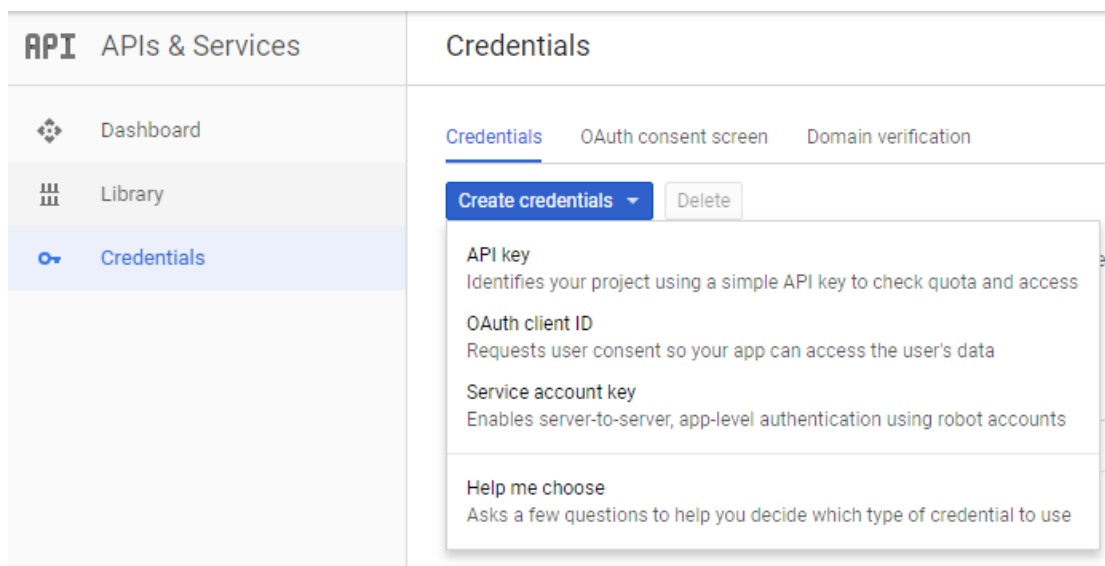 API APIs & Services
Credentials
Dashboard
Library
Credentials
Credentials OAuth consent screen Domain verification
Create credentials Delete
API key
Identifies your project using a simple API key to check quota and access
OAuth client ID
Requests user consent so your app can access the user's data
Service account key
Enables server-to-server, app-level authentication using robot accounts
Help me choose
Asks a few questions to help you decide which type of credential to use